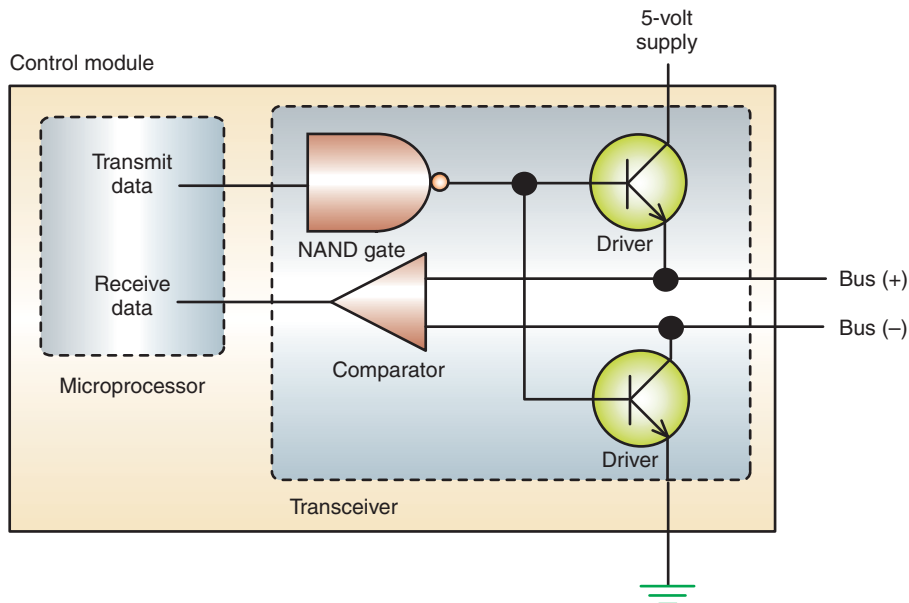 5-volt
supply
Control module
Transmit
data
NAND gate
Driver
Receive
data
Bus (+)
Bus (–)
Comparator
Microprocessor
Driver
Transceiver